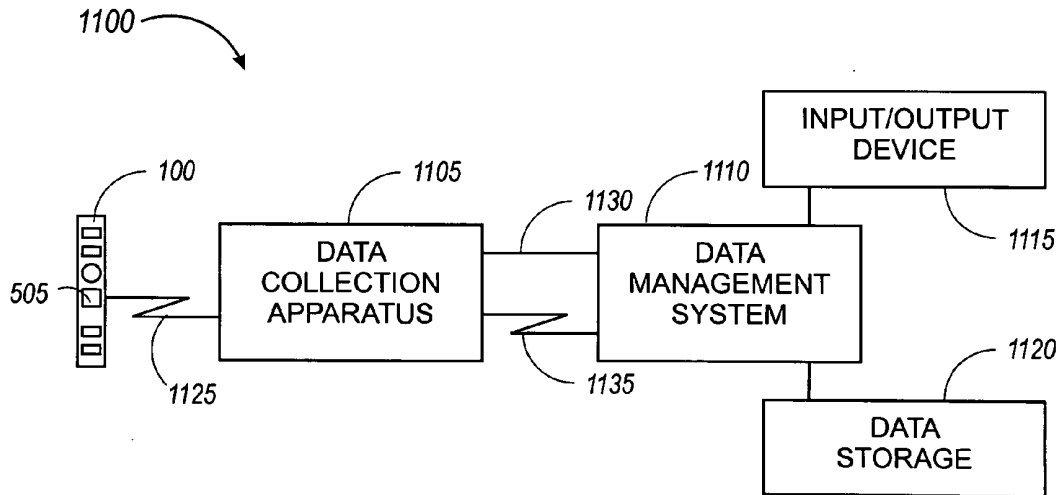 1100
INPUT/OUTPUT
DEVICE
100
1105
1110
1130
1115
DATA
COLLECTION
APPARATUS
DATA
MANAGEMENT
SYSTEM
505
1125
1135
1120
DATA
STORAGE